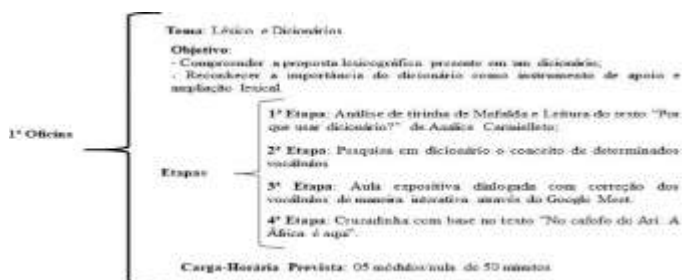 Tema: Léxico e Dicionários
Objetivo:
- Compreender a proposta lexicográfica presente em um dicionário;
- Reconhecer a importância do dicionário como instrumento de apoio e
ampliação lexical
1ª Oficina
Etapas
1ª Etapa: Análise de tirinha de Mafalda e Leitura do texto "Por
que usar dicionário?" de
2ª Etapa: Pesquisa em dicionário o conceito de determinados
vocábulos
3ª Etapa: Aula expositiva dialogada com correção dos
vocábulos de maneira interativa através do Google Meet.
4ª Etapa: Cruzadinha com base no texto "No cafofo do Ari. A
África é aqui".
Carga-Horária Prevista: 05 módulos/aula de 50 minutos